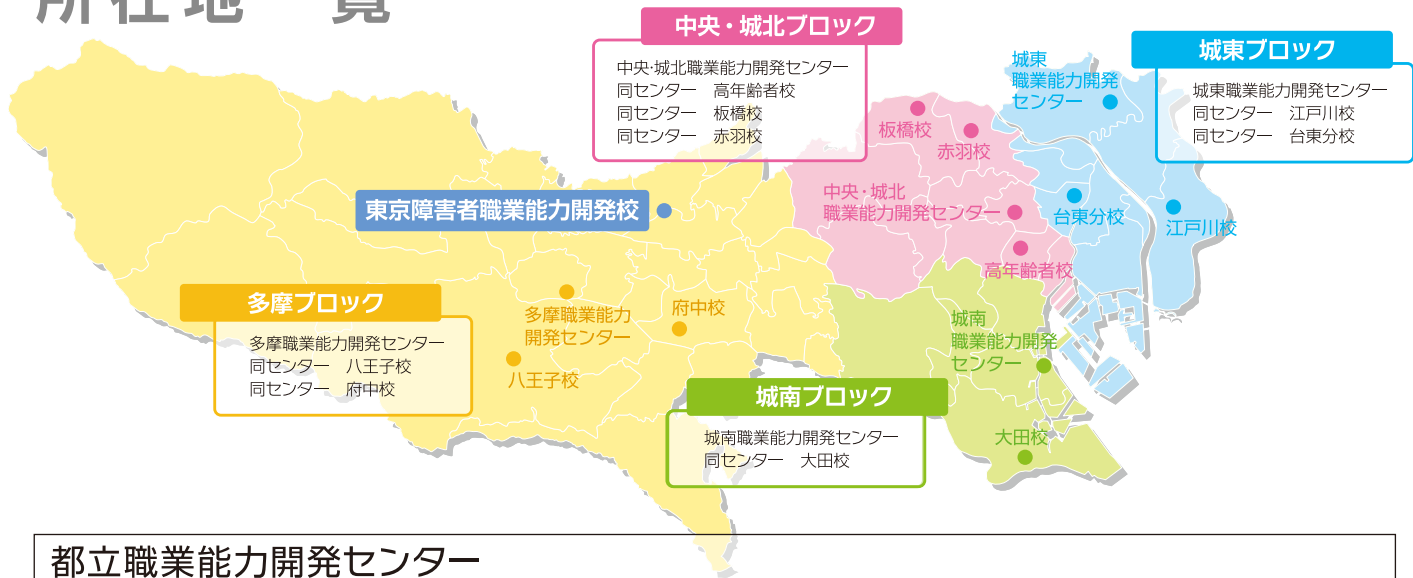 所在地一覧
中央・城北ブロック
中央・城北職業能力開発センター
同センター　高年齢者校
同センター　板橋校
同センター　赤羽校
城東ブロック
城東職業能力開発センター
同センター　江戸川校
同センター　台東分校
城東
職業能力開発
センター
板橋校
赤羽校
中央・城北
職業能力開発センター
台東分校
江戸川校
高年齢者校
東京障害者職業能力開発校
多摩ブロック
多摩職業能力開発センター
同センター　八王子校
同センター　府中校
多摩職業能力
開発センター
府中校
八王子校
城南
職業能力開発
センター
大田校
城南ブロック
城南職業能力開発センター
同センター　大田校
都立職業能力開発センター